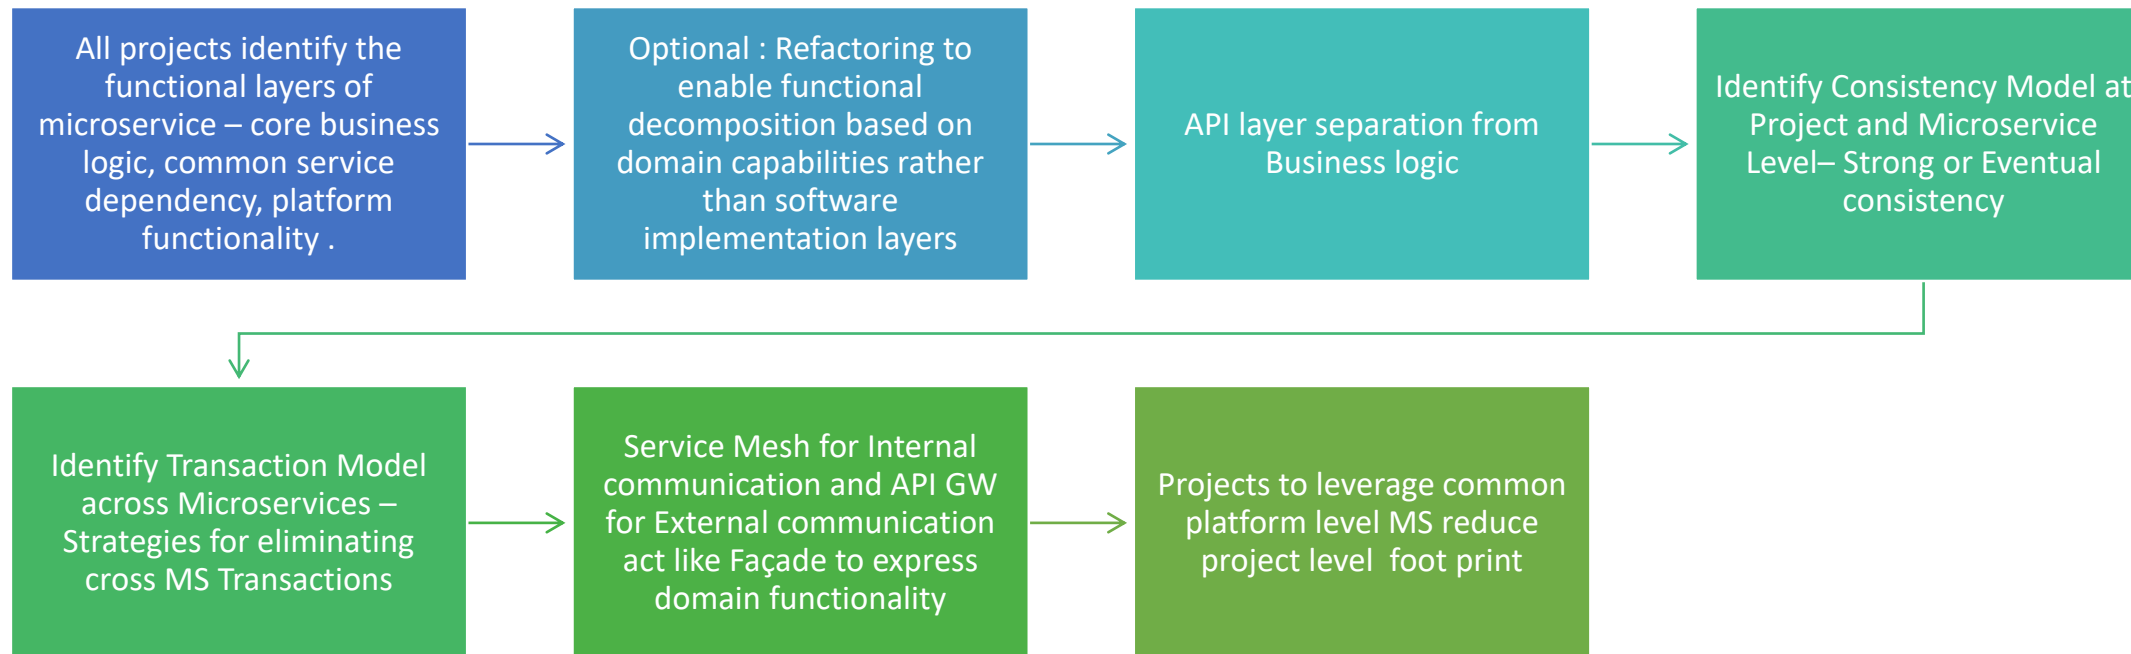 All projects identify the
functional layers of
microservice – core business
logic, common service
dependency, platform
functionality .
Optional : Refactoring to
enable functional
decomposition based on
domain capabilities rather
than software
implementation layers
API layer separation from
Business logic
Identify Consistency Model at
Project and Microservice
Level– Strong or Eventual
consistency
Identify Transaction Model
across Microservices –
Strategies for eliminating
cross MS Transactions
Service Mesh for Internal
communication and API GW
for External communication
act like Façade to express
domain functionality
Projects to leverage common
platform level MS reduce
project level  foot print